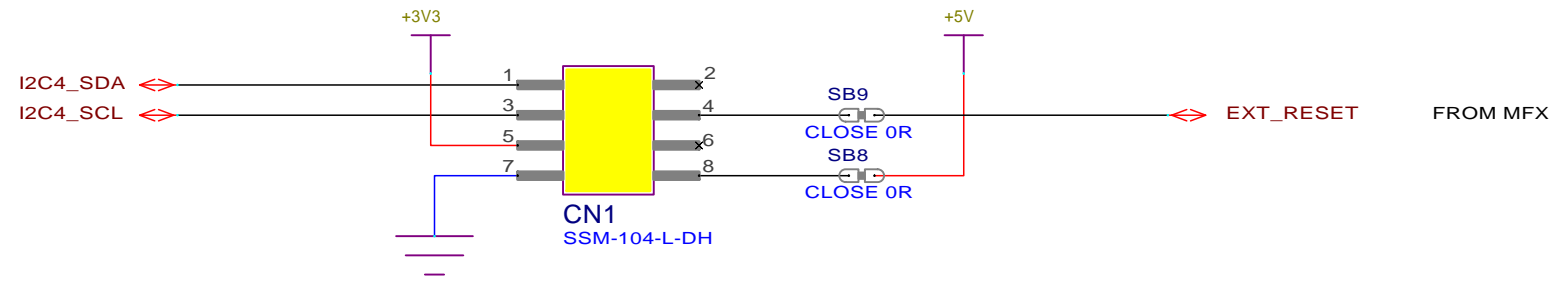 +3V3
+5V
I2C4_SDA
1
2
SB9
I2C4_SCL
3
4
EXT_RESET
FROM MFX
CLOSE 0R
5
6
SB8
7
8
CLOSE 0R
CN1
SSM-104-L-DH